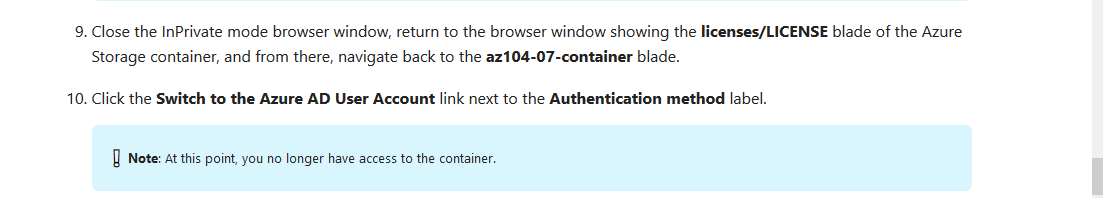 9. Close the InPrivate mode browser window, return to the browser window showing the licenses/LICENSE blade of the Azure
Storage container, and from there, navigate back to the az104-07-container blade.
10. Click the Switch to the Azure AD User Account link next to the Authentication method label.
Note: At this point, you no longer have access to the container.